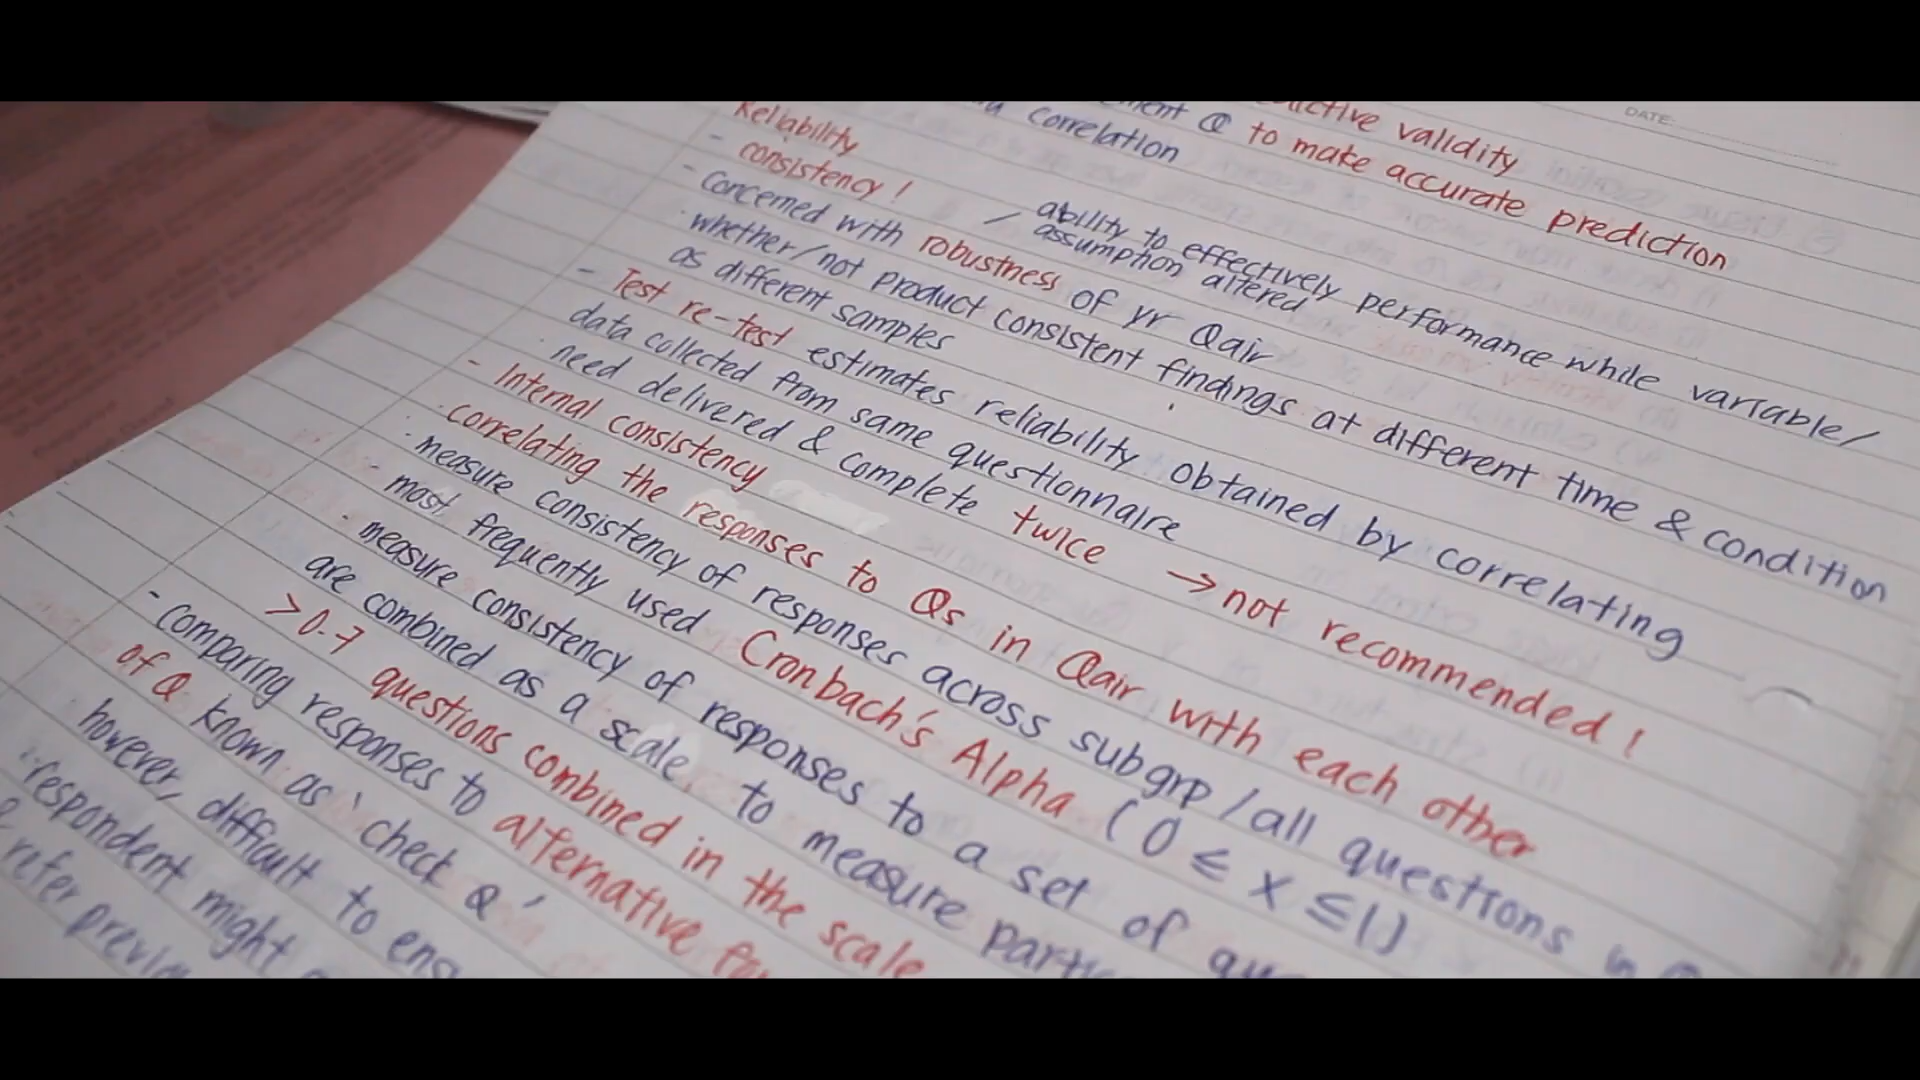 DATE:
validity
to make accurate prediction
correlation
Reliability
- consistency !
- Concerned with robustness of yr Qair
/ ability to effectively performance while variable/
assumption altered
· whether/not product consistent findings at different time & condition
as different samples
- Test re-test estimates reliability obtained by correlating
data collected from same questionnaire
· need delivered & complete twice → not recommended !
- Internal consistency
· correlating the responses to Qs in Qair with each other
· measure consistency of responses across subgrp/all questions in
- most frequently used Cronbach's Alpha ( 0 ≤ x ≤ 1)
· measure consistency of responses to a set of
are combined as a scale, to measure
> 0.7 questions combined in the scale
- Comparing responses to alternative
of Q known as 'check Q'
· however, difficult to
· respondent might
refer